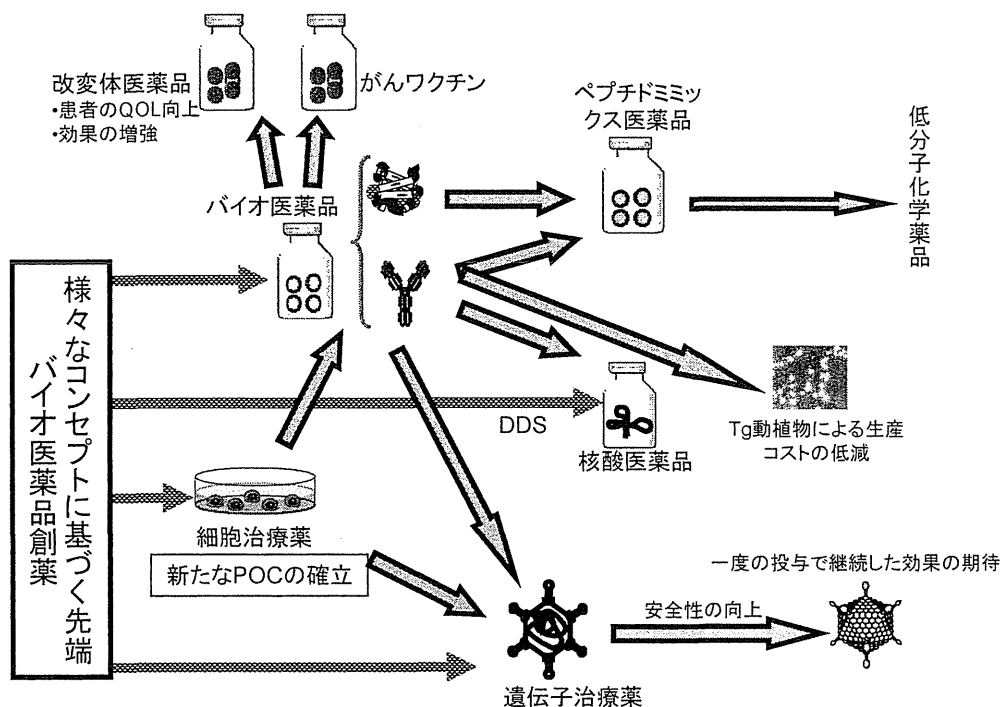 改変体医薬品
・患者のQOL向上
・効果の増強
がんワクチン
ペプチドミミッ
クス医薬品
低分子化学薬品
バイオ医薬品
様々なコンセプトに基づく先端
バイオ医薬品創薬
DDS
核酸医薬品
Tg動植物による生産
コストの低減
細胞治療薬
新たなPOCの確立
一度の投与で継続した効果の期待
安全性の向上
遺伝子治療薬